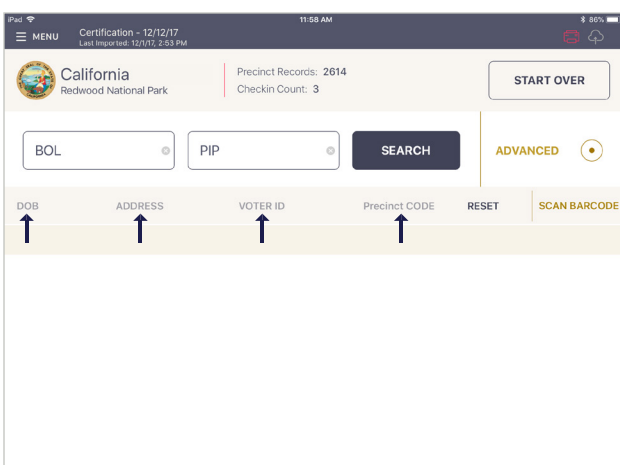 iPad 11:58 AM 86%
MENU Certification - 12/12/17
Last Imported: 12/1/17, 2:53 PM
California Precinct Records: 2614 START OVER
Redwood National Park Checkin Count: 3
BOL PIP SEARCH ADVANCED
DOB ADDRESS VOTER ID Precinct CODE RESET SCAN BARCODE